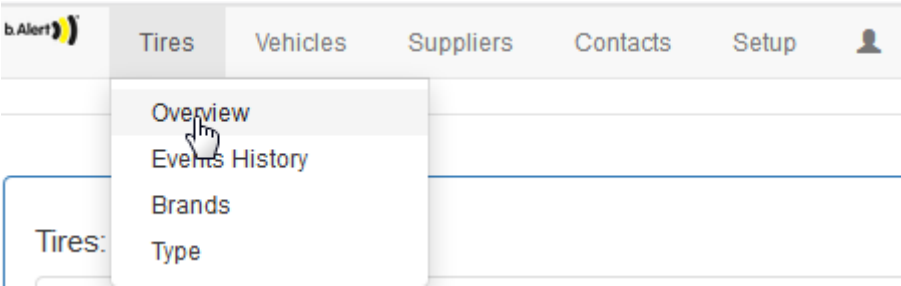 b.Alert
Tires Vehicles Suppliers Contacts Setup
Overview
Events History
Brands
Type
Tires: